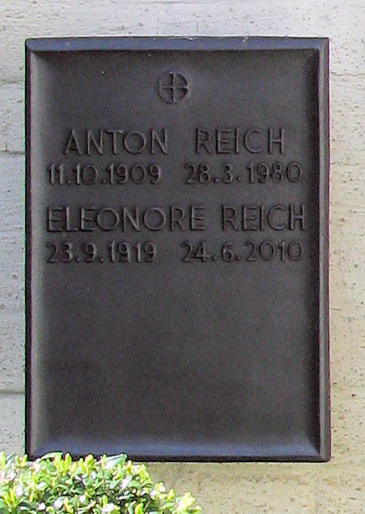 ANTON REICH
11.10.1909 28.3.1980
ELEONORE REICH
23.9.1919 24.6.2010